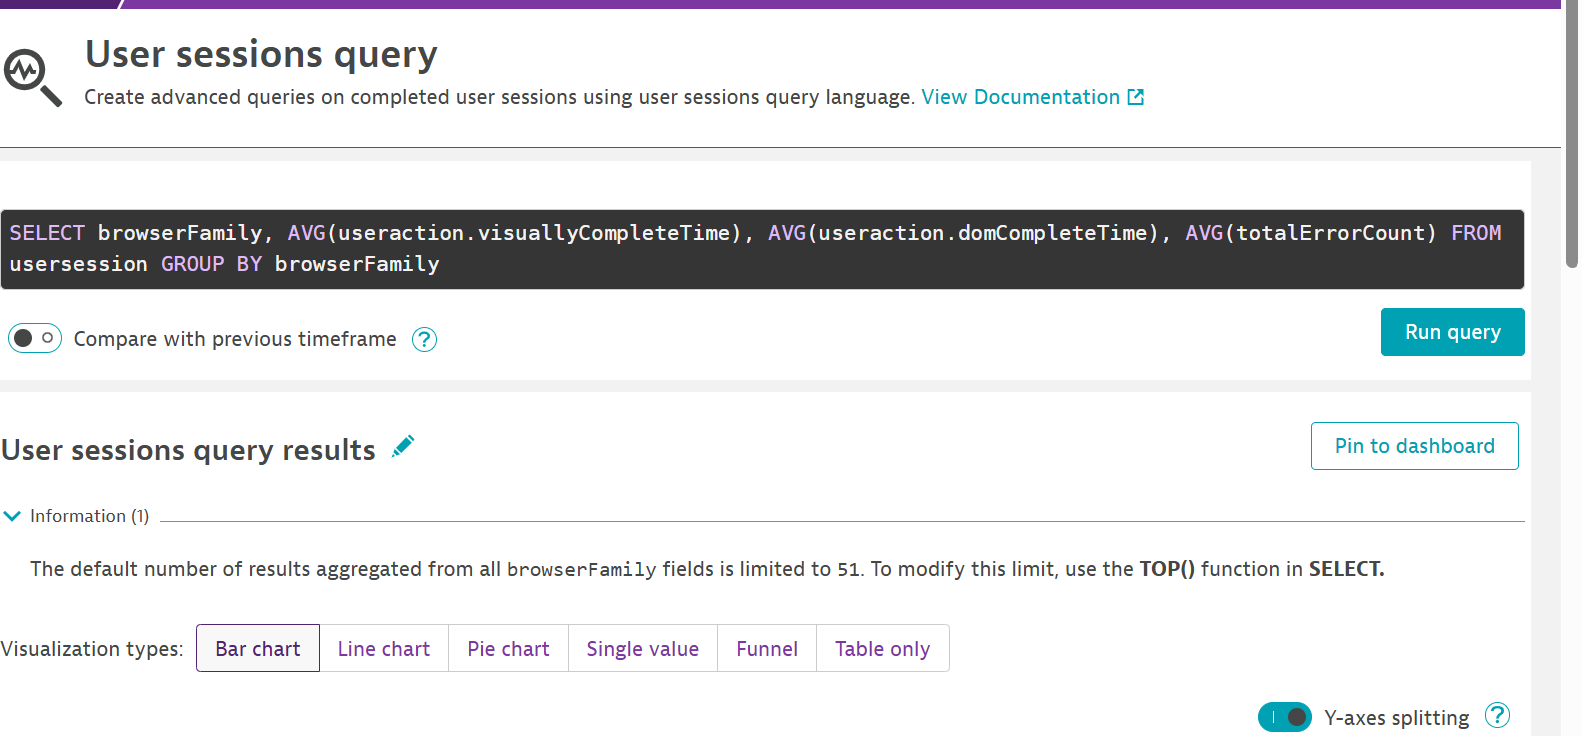 User sessions query
Create advanced queries on completed user sessions using user sessions query language. View Documentation
SELECT browserFamily, AVG(useraction.visuallyCompleteTime), AVG(useraction.domCompleteTime), AVG(totalErrorCount) FROM
usersession GROUP BY browserFamily
Compare with previous timeframe ?
Run query
User sessions query results
Pin to dashboard
Information (1)
The default number of results aggregated from all browserFamily fields is limited to 51. To modify this limit, use the TOP() function in SELECT.
Visualization types: Bar chart Line chart Pie chart Single value Funnel Table only
Y-axes splitting ?